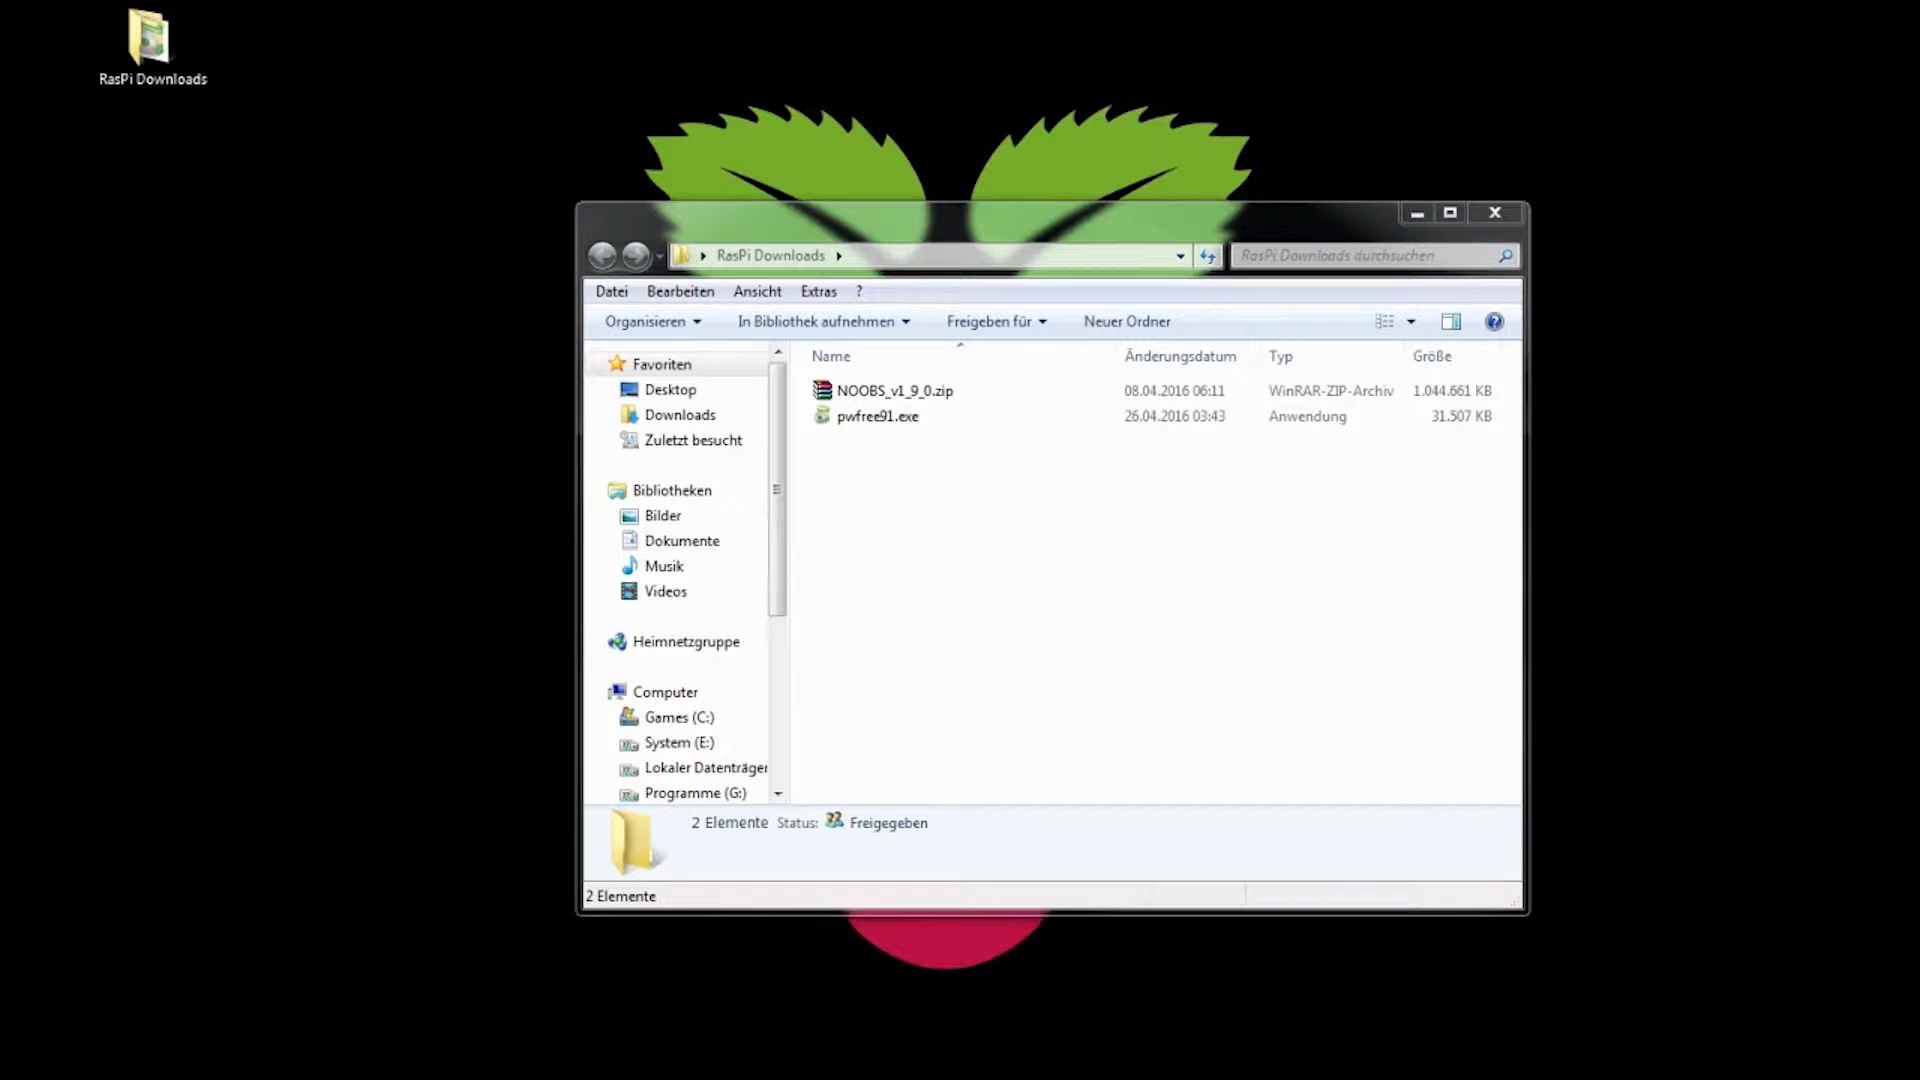 RasPi Downloads
RasPi Downloads
RasPi Downloads durchsuchen
Datei Bearbeiten Ansicht Extras ?
Organisieren In Bibliothek aufnehmen Freigeben für Neuer Ordner
Name Änderungsdatum Typ Größe
NOOBS_v1_9_0.zip 08.04.2016 06:11 WinRAR-ZIP-Archiv 1.044.661 KB
pwfree91.exe 26.04.2016 03:43 Anwendung 31.507 KB
Favoriten
Desktop
Downloads
Zuletzt besucht
Bibliotheken
Bilder
Dokumente
Musik
Videos
Heimnetzgruppe
Computer
Games (C:)
System (E:)
Lokaler Datenträger
Programme (G:)
2 Elemente Status: Freigegeben
2 Elemente